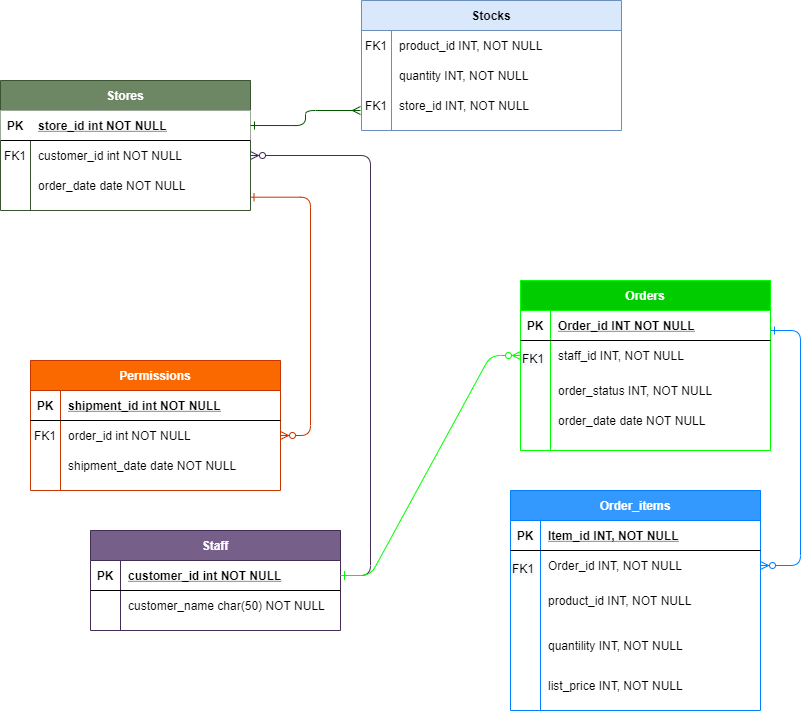 Stocks
FK1 product_id INT, NOT NULL
quantity INT, NOT NULL
FK1 store_id INT, NOT NULL
Stores
PK store_id int NOT NULL
FK1 customer_id int NOT NULL
order_date date NOT NULL
Orders
PK Order_id INT NOT NULL
FK1 staff_id INT, NOT NULL
order_status INT, NOT NULL
order_date date NOT NULL
Permissions
PK shipment_id int NOT NULL
FK1 order_id int NOT NULL
shipment_date date NOT NULL
Order_items
PK Item_id INT, NOT NULL
FK1 Order_id INT, NOT NULL
product_id INT, NOT NULL
quantility INT, NOT NULL
list_price INT, NOT NULL
Staff
PK customer_id int NOT NULL
customer_name char(50) NOT NULL